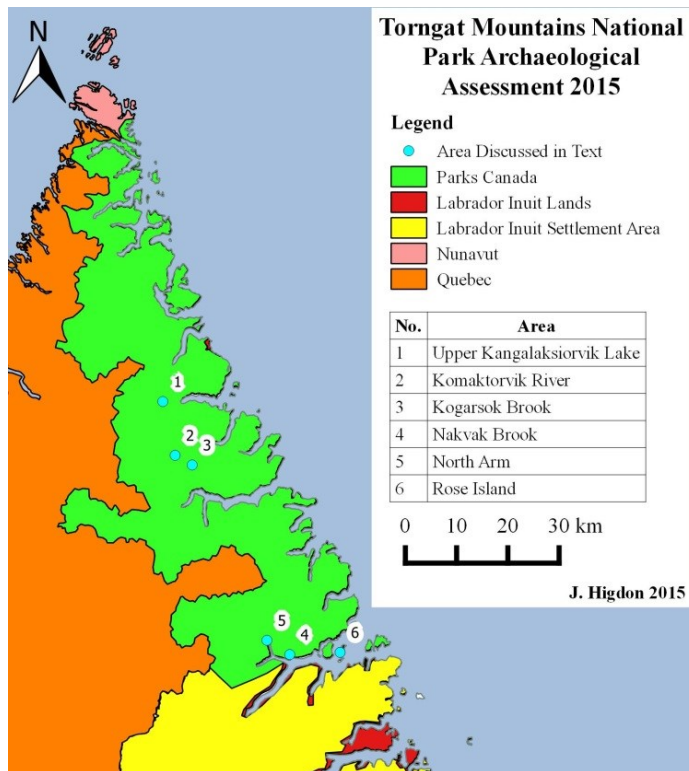 N
Torngat Mountains National
Park Archaeological
Assessment 2015
Legend
Area Discussed in Text
Parks Canada
Labrador Inuit Lands
Labrador Inuit Settlement Area
Nunavut
Quebec
No. Area
1 Upper Kangalaksiorvik Lake
2 Komaktorvik River
3 Kogarsok Brook
4 Nakvak Brook
5 North Arm
6 Rose Island
0 10 20 30 km
J. Higdon 2015
1
2
3
5
4
6